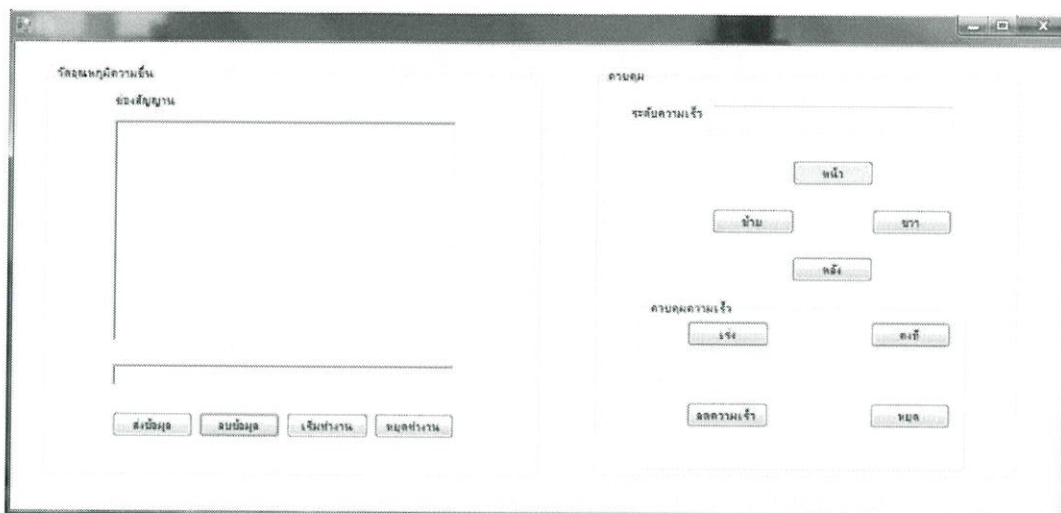 วัดอุณหภูมิความชื้น
ช่องสัญญาน
ส่งข้อมูล ลบข้อมูล เริ่มทำงาน หยุดทำงาน
ควบคุม
ระดับความเร็ว
หน้า
ซ้าย ขวา
หลัง
ควบคุมความเร็ว
เร่ง คงที่
ลดความเร็ว หยุด